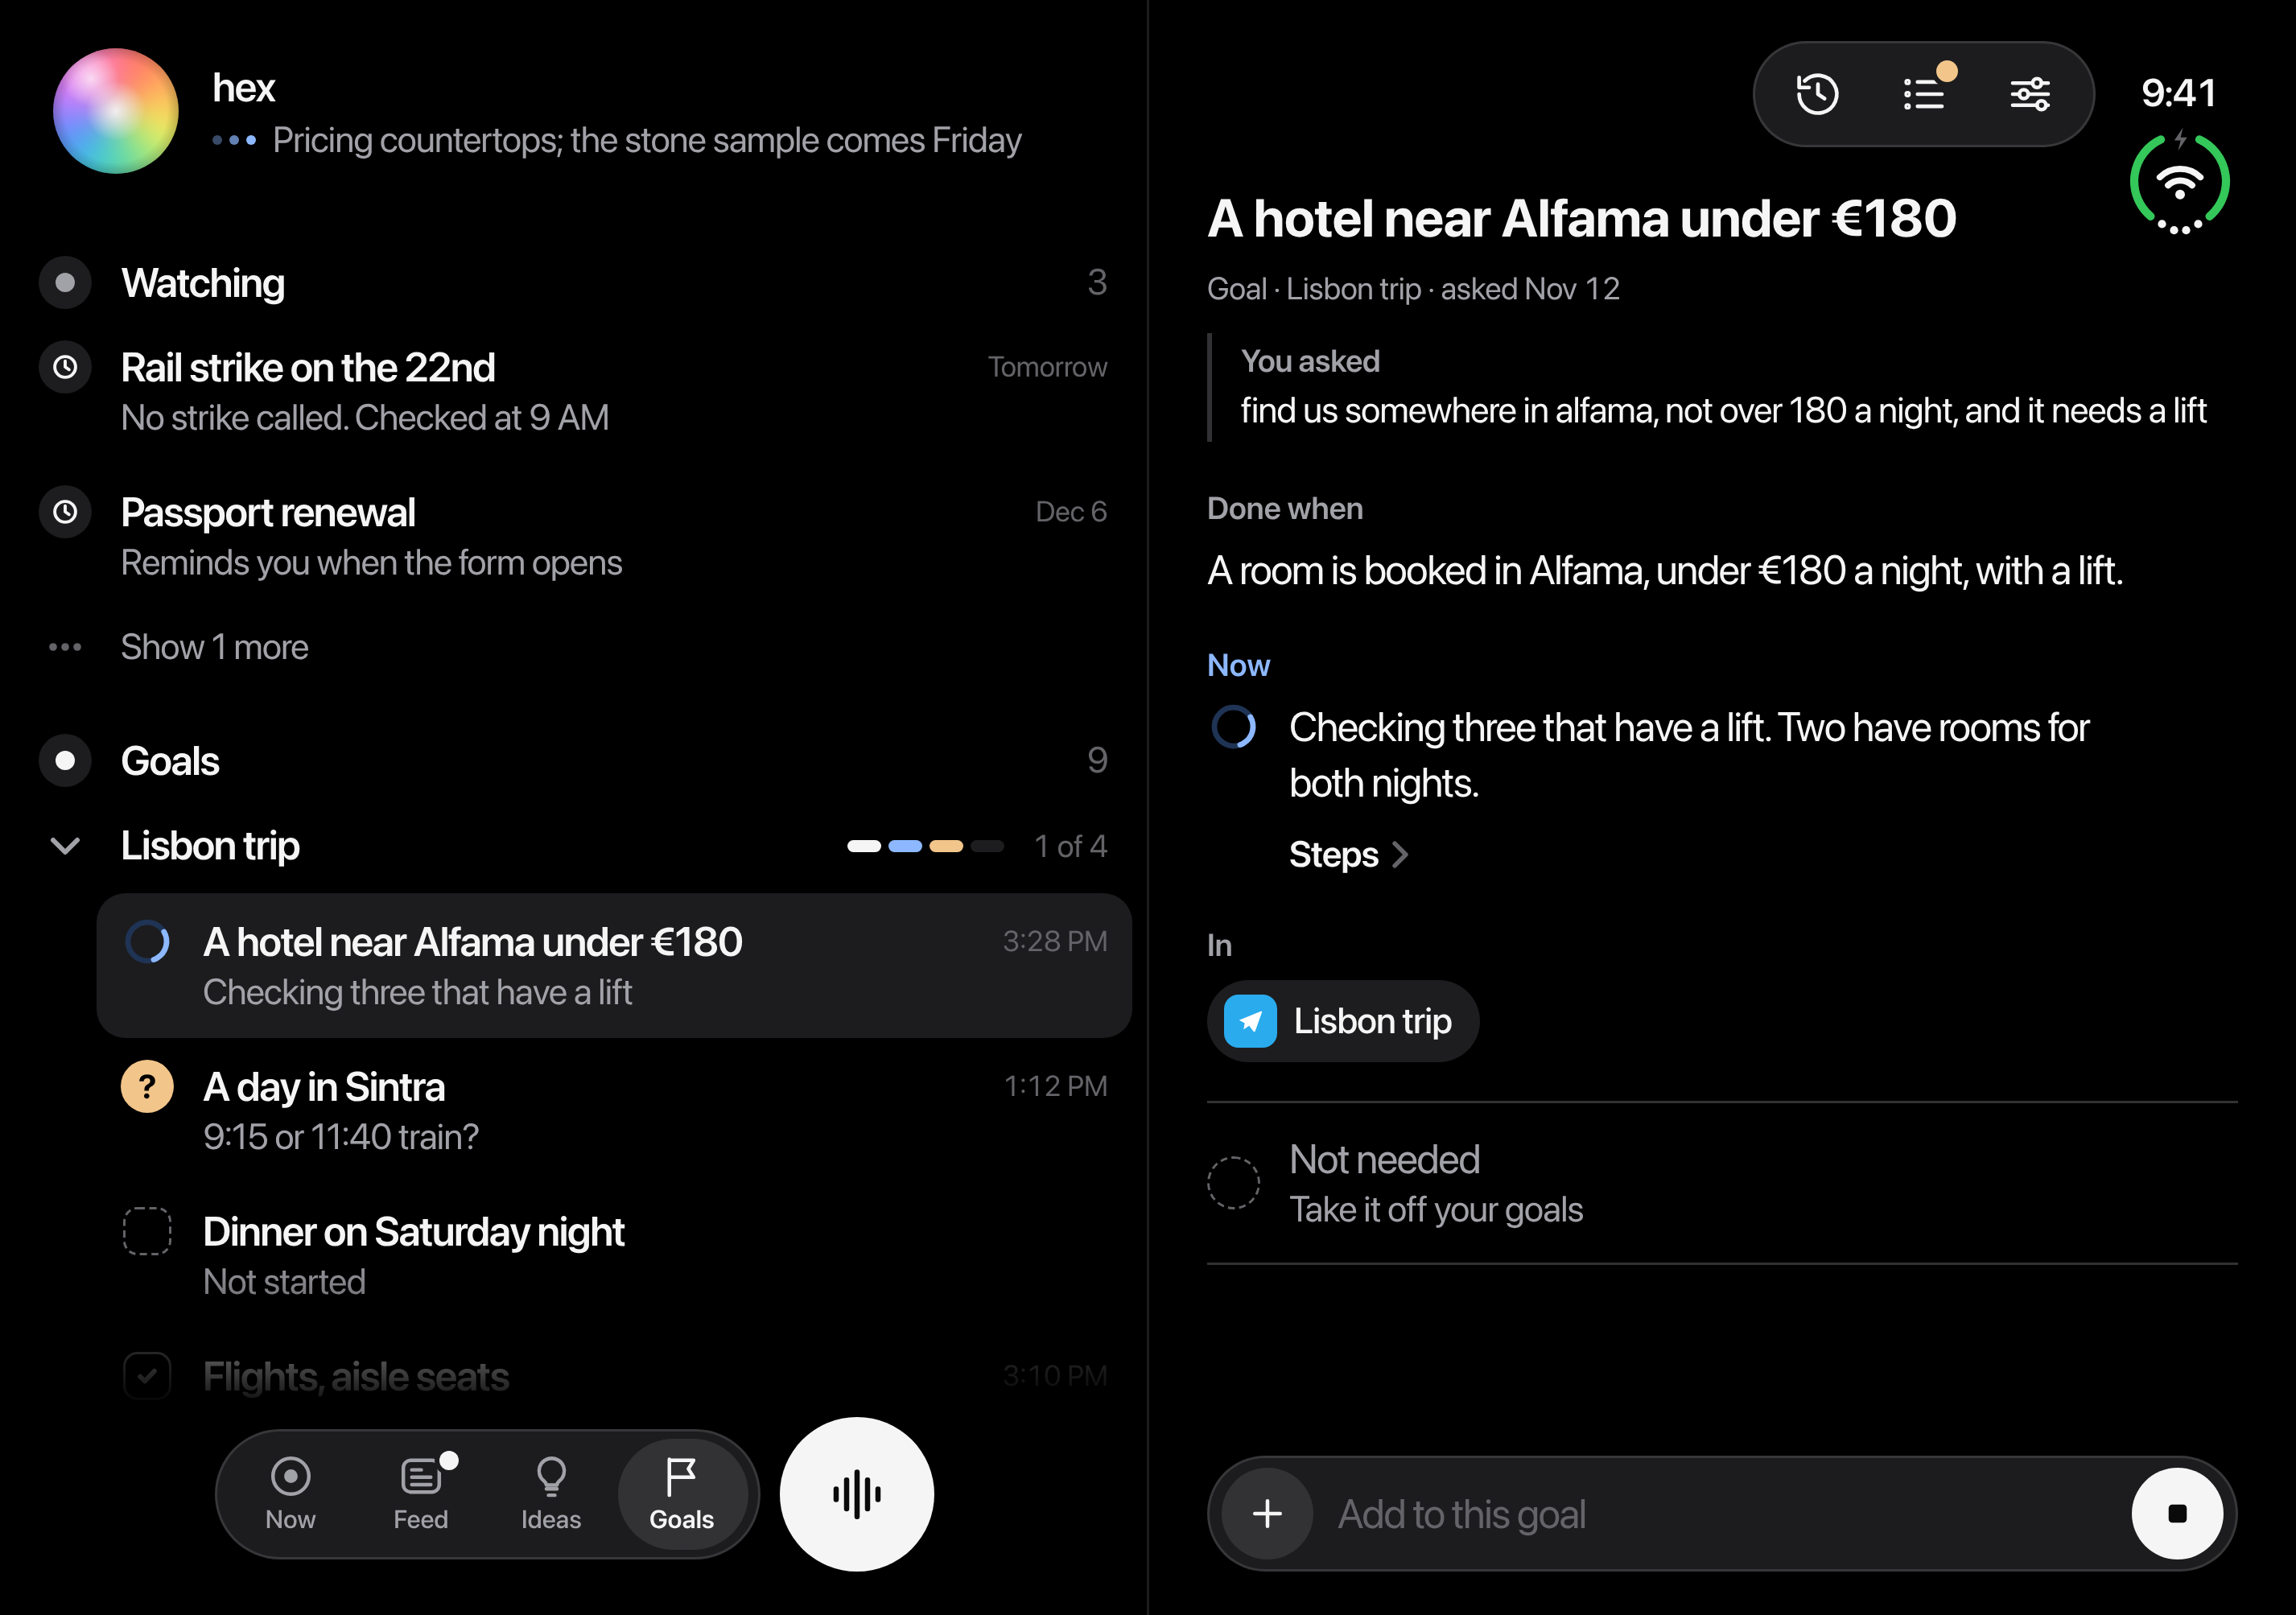 hex
Pricing countertops; the stone sample comes Friday
Watching
3
Rail strike on the 22nd
Tomorrow
No strike called. Checked at 9 AM
Passport renewal
Dec 6
Reminds you when the form opens
Show 1 more
Goals
9
Lisbon trip
1 of 4
A hotel near Alfama under €180
3:28 PM
Checking three that have a lift
?
A day in Sintra
1:12 PM
9:15 or 11:40 train?
Dinner on Saturday night
Not started
Flights, aisle seats
3:10 PM
Now
Feed
Ideas
Goals
9:41
A hotel near Alfama under €180
Goal · Lisbon trip · asked Nov 12
You asked
find us somewhere in alfama, not over 180 a night, and it needs a lift
Done when
A room is booked in Alfama, under €180 a night, with a lift.
Now
Checking three that have a lift. Two have rooms for
both nights.
Steps
In
Lisbon trip
Not needed
Take it off your goals
Add to this goal